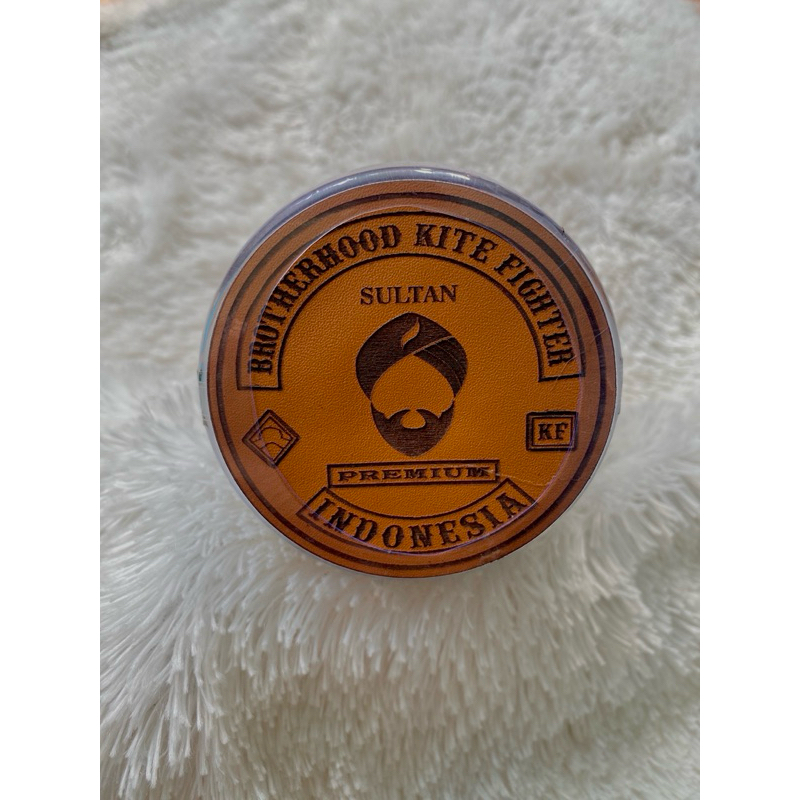 BROTHERHOOD KITE FIGHTER
SULTAN
KF
PREMIUM
INDONESIA